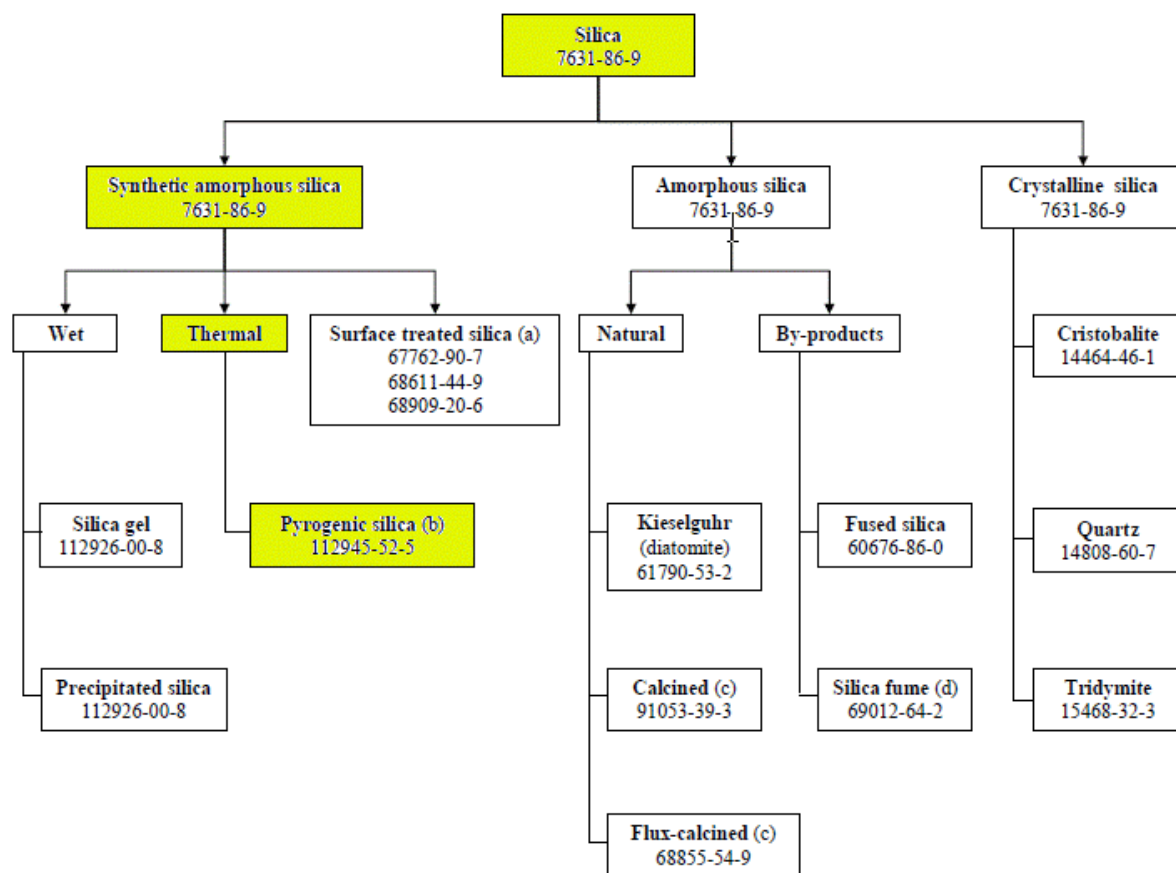 Silica
7631-86-9
Synthetic amorphous silica
7631-86-9
Amorphous silica
7631-86-9
Crystalline silica
7631-86-9
Wet
Thermal
Surface treated silica (a)
67762-90-7
68611-44-9
68909-20-6
Natural
By-products
Cristobalite
14464-46-1
Silica gel
112926-00-8
Pyrogenic silica (b)
112945-52-5
Kieselguhr
(diatomite)
61790-53-2
Fused silica
60676-86-0
Quartz
14808-60-7
Precipitated silica
112926-00-8
Calcined (c)
91053-39-3
Silica fume (d)
69012-64-2
Tridymite
15468-32-3
Flux-calcined (c)
68855-54-9